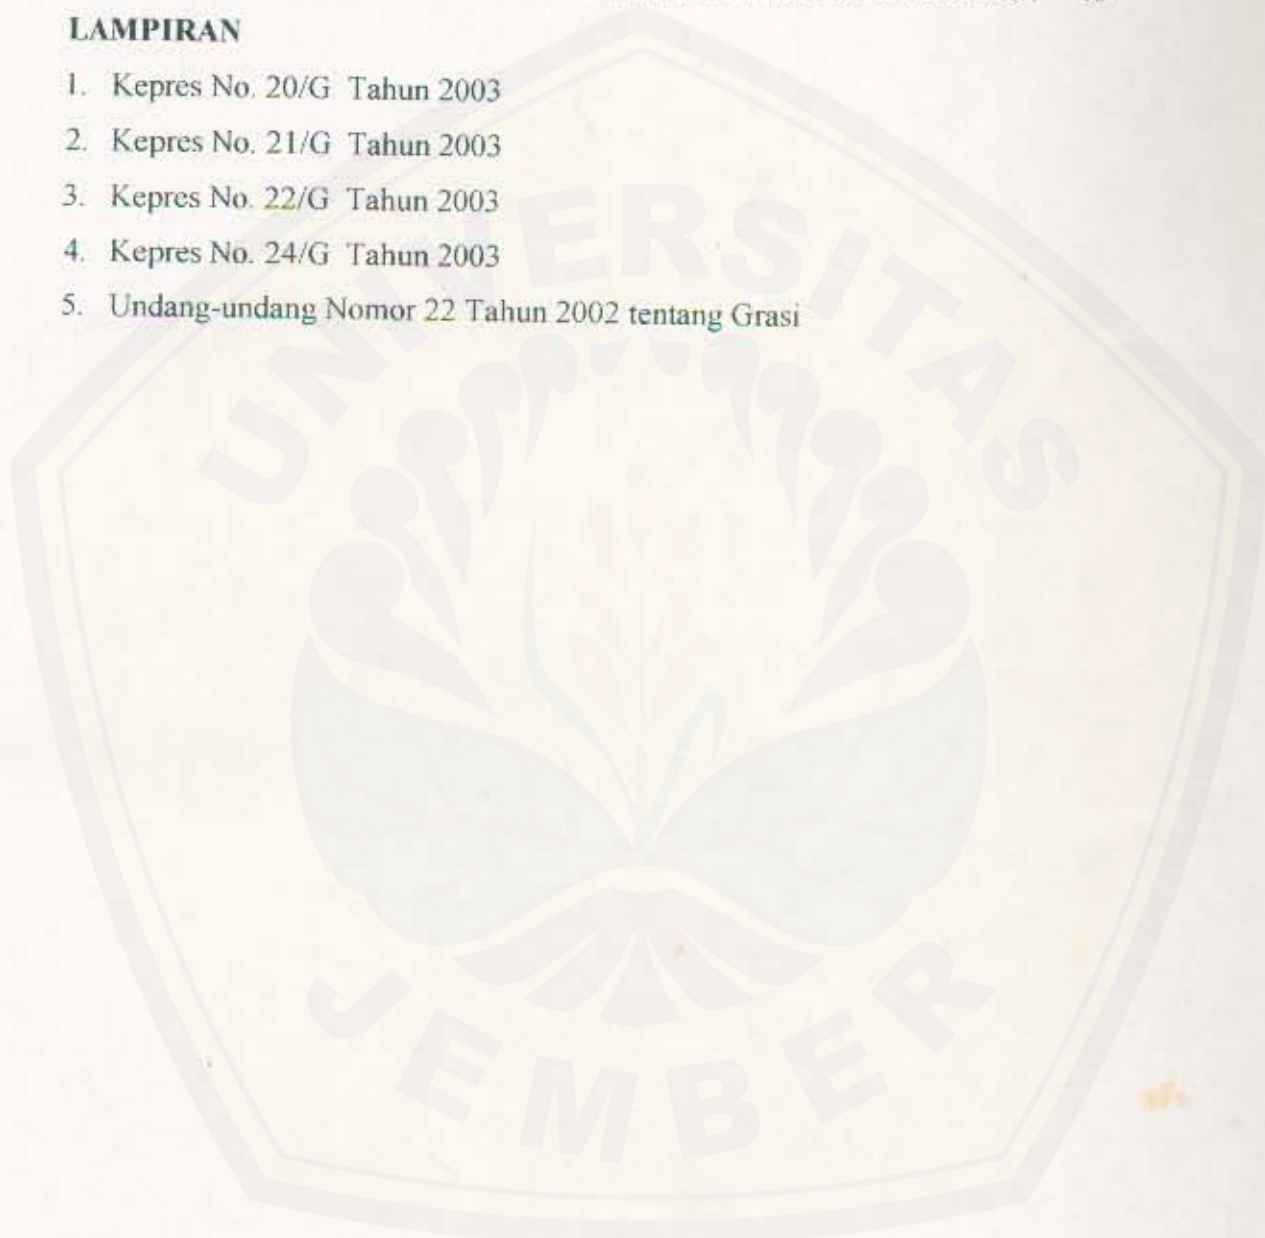 LAMPIRAN
1. Kepres No. 20/G Tahun 2003
2. Kepres No. 21/G Tahun 2003
3. Kepres No. 22/G Tahun 2003
4. Kepres No. 24/G Tahun 2003
5. Undang-undang Nomor 22 Tahun 2002 tentang Grasi
UNIVERSITAS
JEMBER